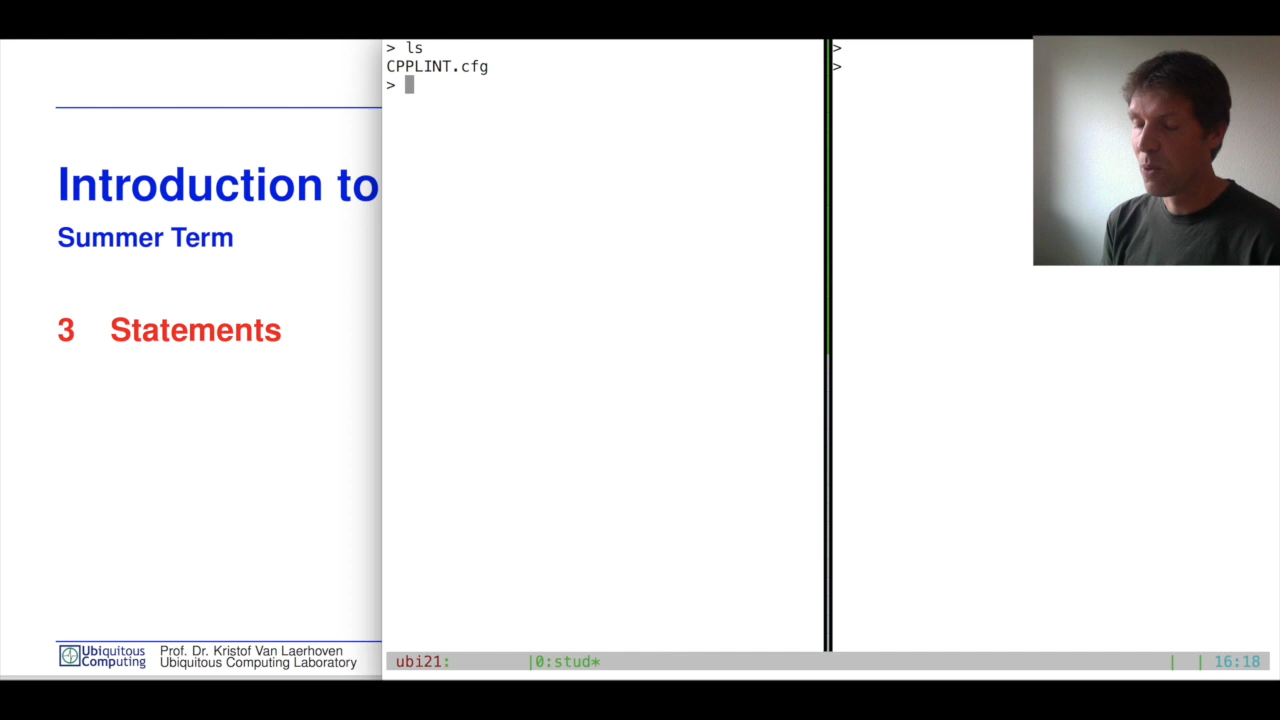 Introduction to
Summer Term
3 Statements
Ubiquitous
Computing
Prof. Dr. Kristof Van Laerhoven
Ubiquitous Computing Laboratory
> ls
CPPLINT.cfg
>
>
>
ubi21: |0:stud* | | 16:18